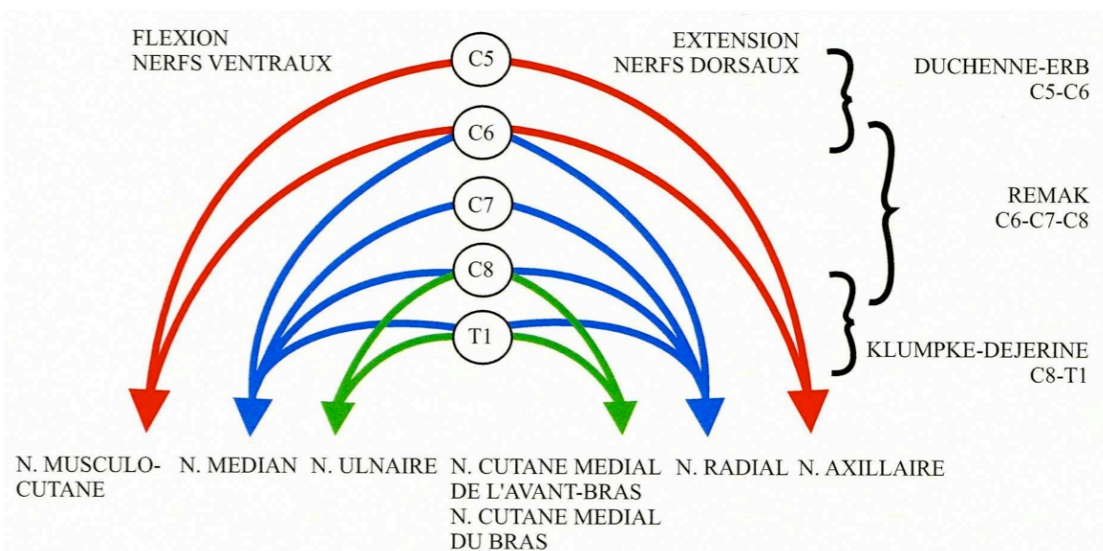 FLEXION
NERFS VENTRAUX
EXTENSION
NERFS DORSAUX
DUCHENNE-ERB
C5-C6
REMAK
C6-C7-C8
KLUMPKE-DEJERINE
C8-T1
C5
C6
C7
C8
T1
N. MUSCULO-
CUTANE
N. MEDIAN
N. ULNAIRE
N. CUTANE MEDIAL
DE L'AVANT-BRAS
N. CUTANE MEDIAL
DU BRAS
N. RADIAL
N. AXILLAIRE